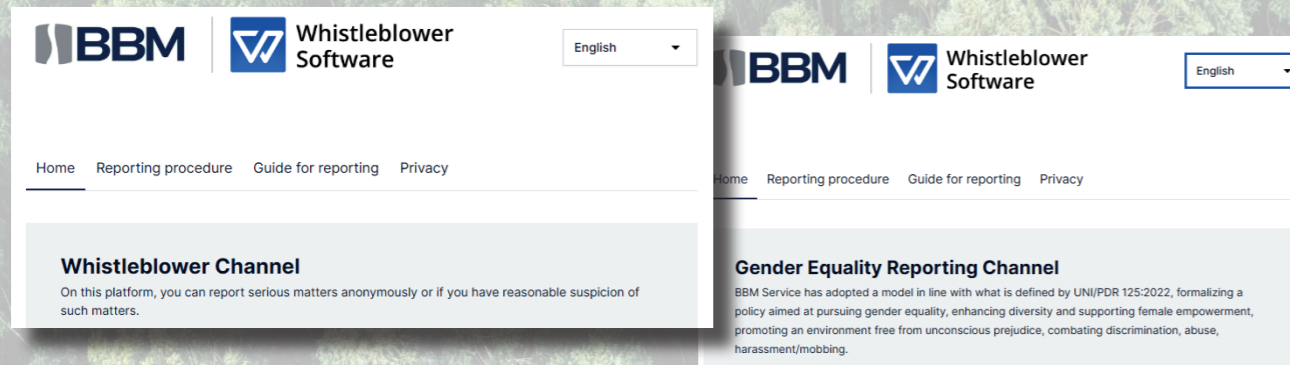 BBM
Whistleblower
Software
English
Home Reporting procedure Guide for reporting Privacy
Whistleblower Channel
On this platform, you can report serious matters anonymously or if you have reasonable suspicion of
such matters.
BBM
Whistleblower
Software
English
Home Reporting procedure Guide for reporting Privacy
Gender Equality Reporting Channel
BBM Service has adopted a model in line with what is defined by UNI/PDR 125:2022, formalizing a
policy aimed at pursuing gender equality, enhancing diversity and supporting female empowerment,
promoting an environment free from unconscious prejudice, combating discrimination, abuse,
harassment/mobbing.